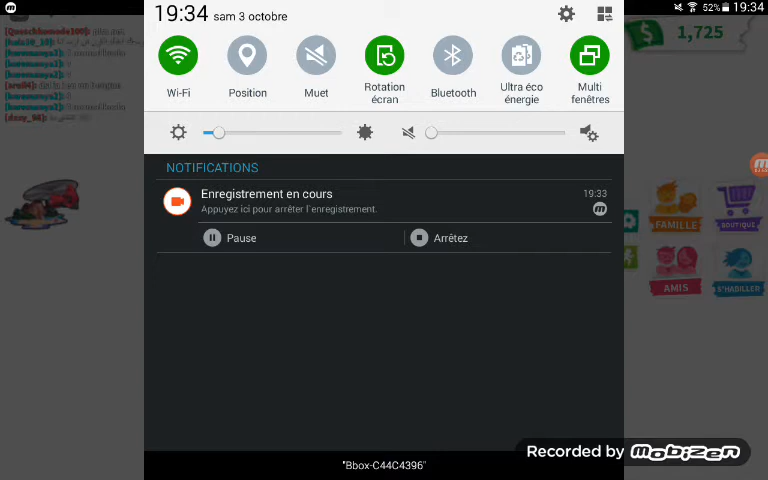 19:34 sam 3 octobre
52% 19:34
1,725
Wi-Fi
Position
Muet
Rotation écran
Bluetooth
Ultra éco énergie
Multi fenêtres
NOTIFICATIONS
Enregistrement en cours
19:33
Appuyez ici pour arrêter l'enregistrement.
Pause
Arrêtez
FAMILLE
BOUTIQUE
AMIS
S'HABILLER
Recorded by Mobizen
"Bbox-C44C4396"